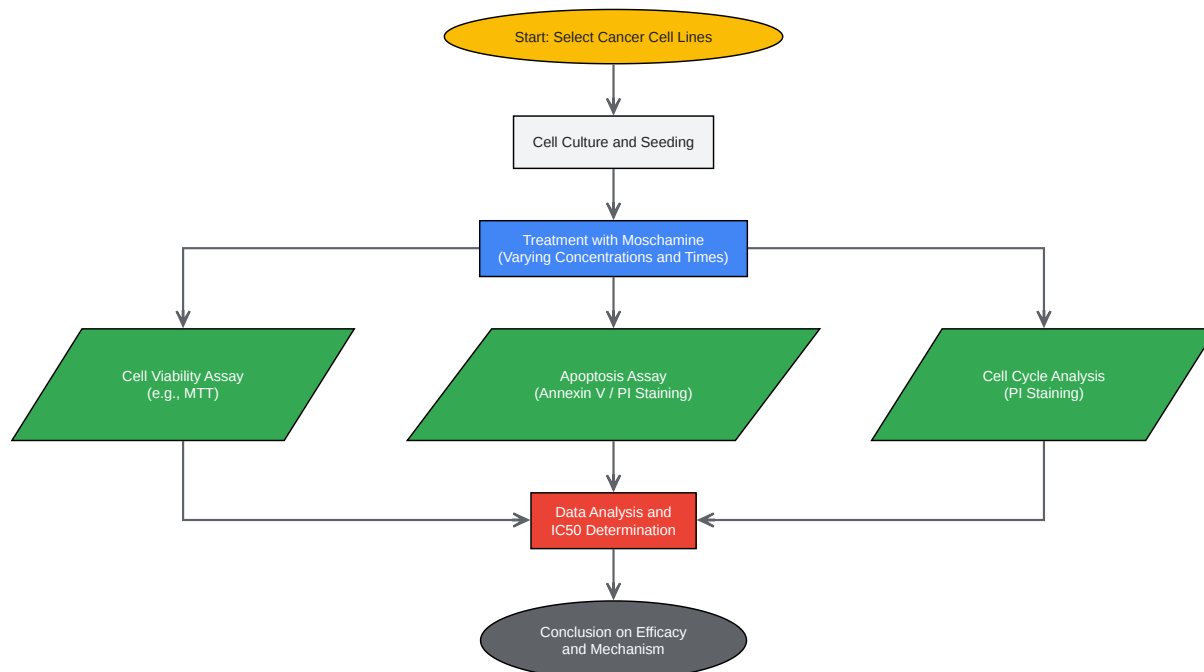 Start: Select Cancer Cell Lines
Cell Culture and Seeding
Treatment with Moschamine
(Varying Concentrations and Times)
Cell Viability Assay
(e.g., MTT)
Apoptosis Assay
(Annexin V / PI Staining)
Cell Cycle Analysis
(PI Staining)
Data Analysis and
IC50 Determination
Conclusion on Efficacy
and Mechanism